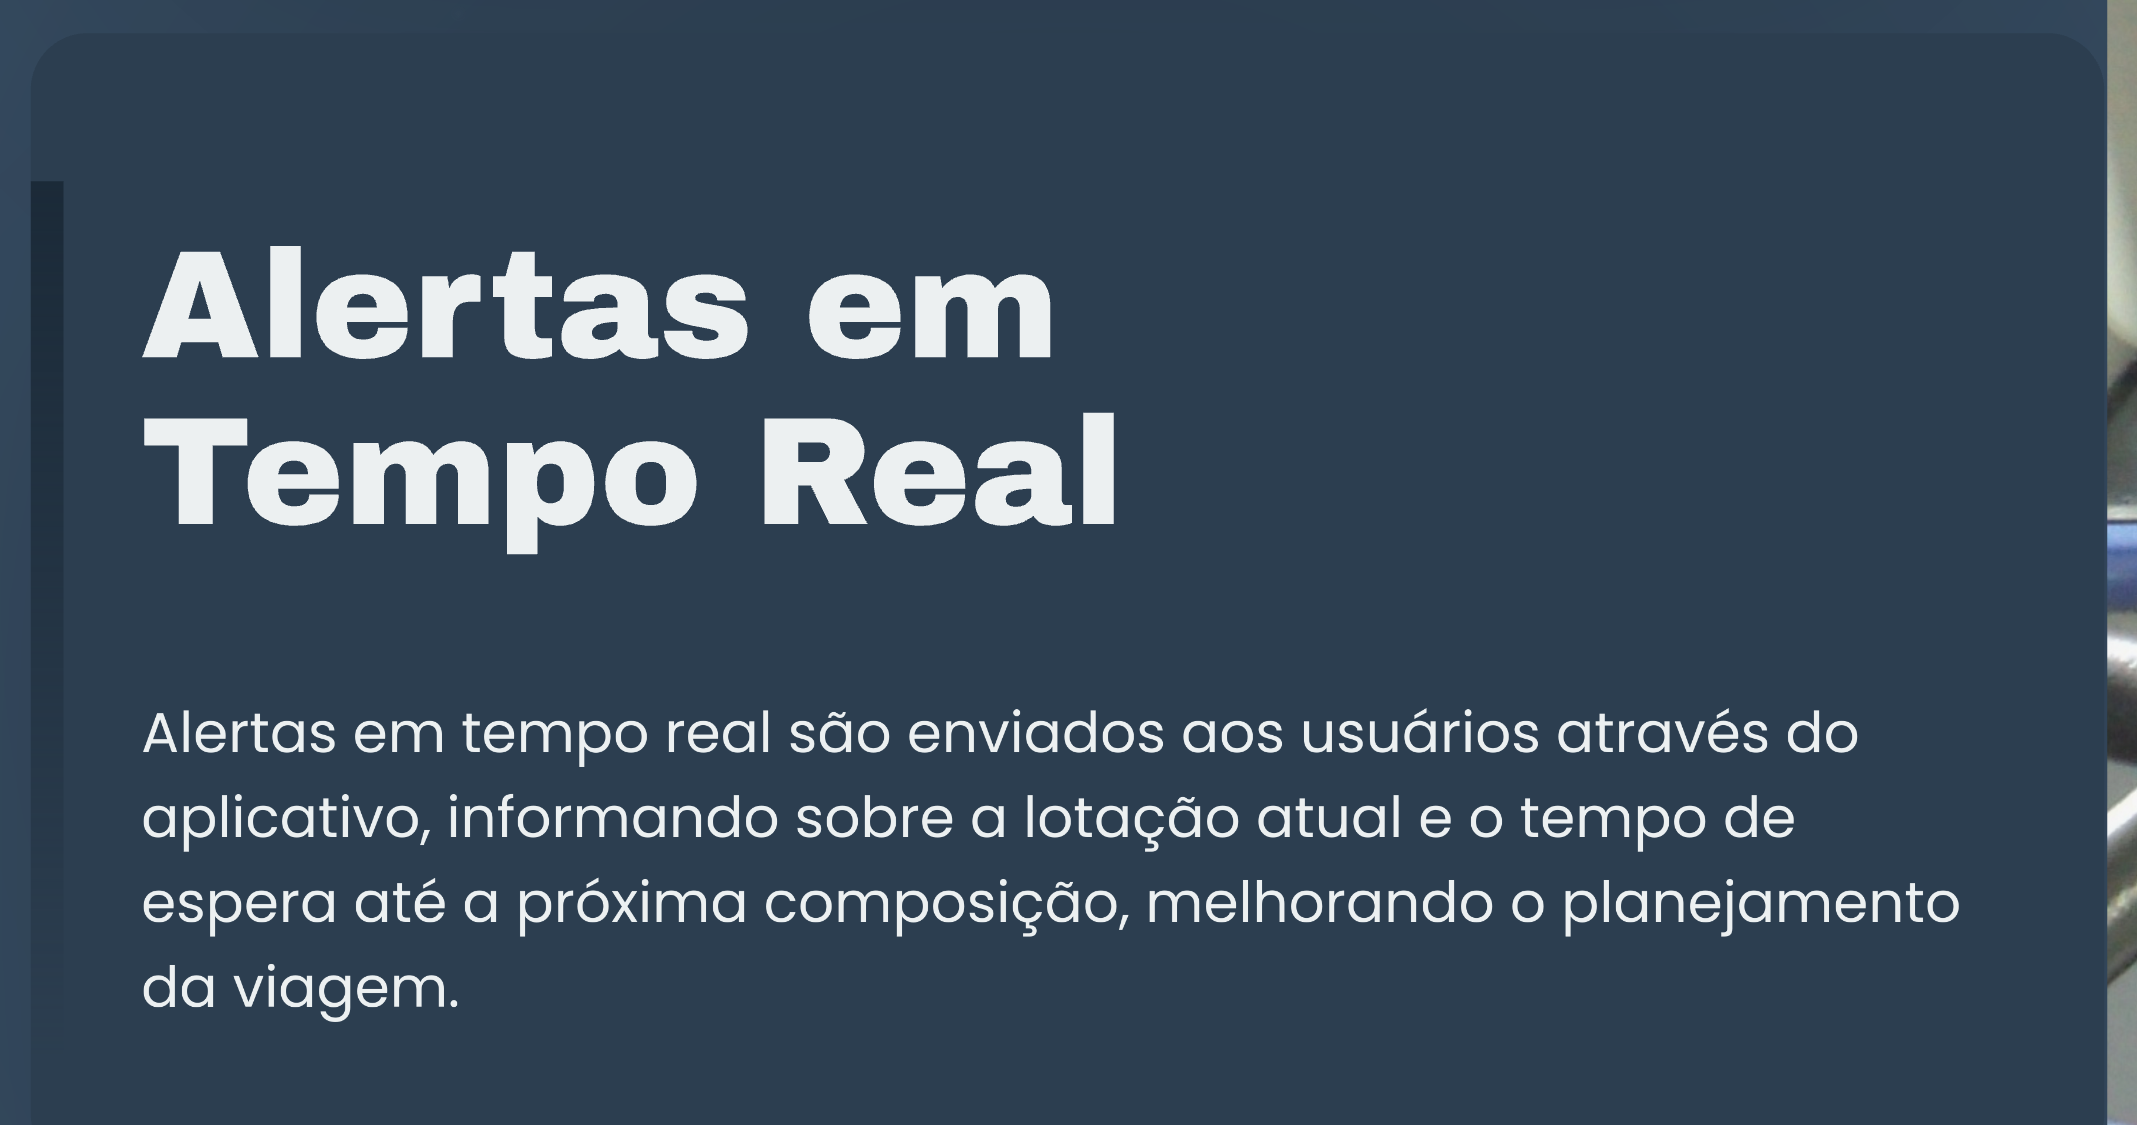 Alertas em
Tempo Real
Alertas em tempo real são enviados aos usuários através do
aplicativo, informando sobre a lotação atual e o tempo de
espera até a próxima composição, melhorando o planejamento
da viagem.